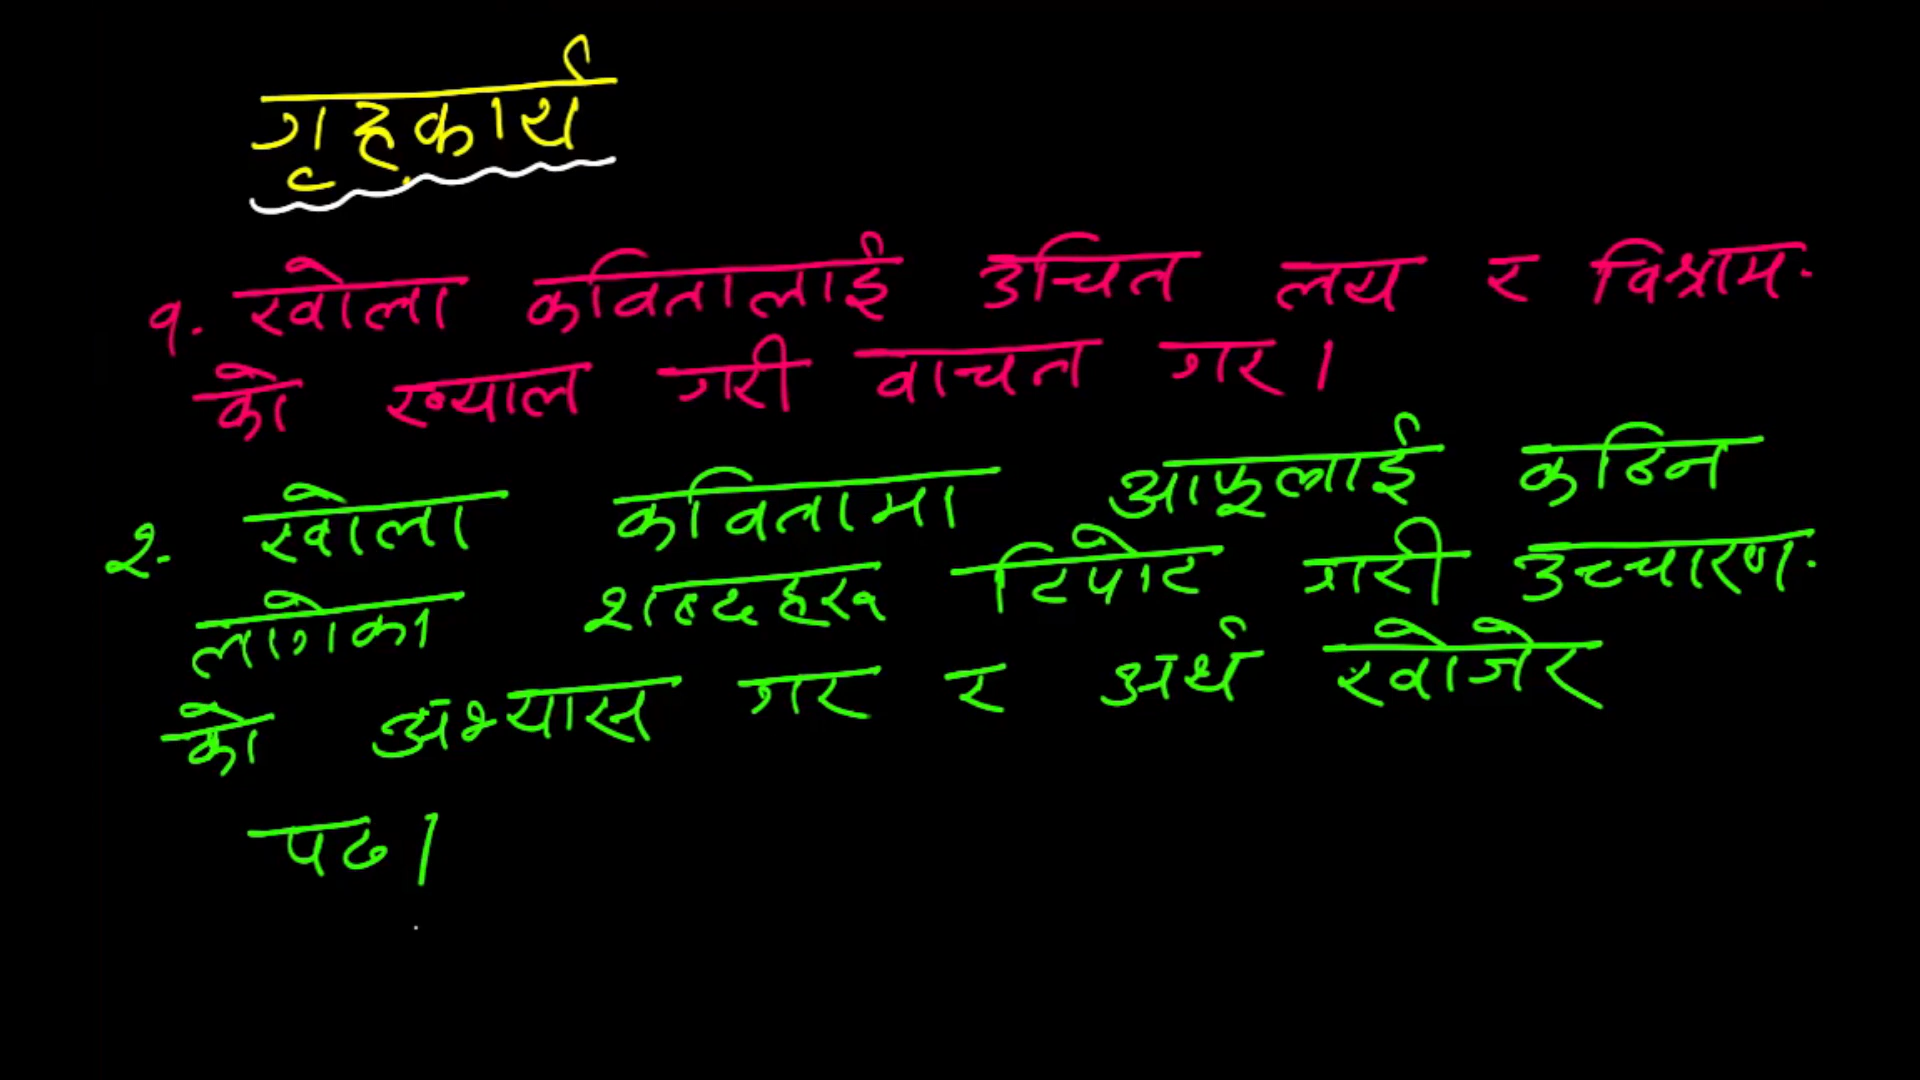 गृहकार्य
१. खोला कवितालाई उचित लय र विश्राम-
को ख्याल गरी वाचन गर।
२. खोला कवितामा आफूलाई कठिन
लागेका शब्दहरू टिपोट गरी उच्चारण-
को अभ्यास गर र अर्थ खोजेर
पढ।